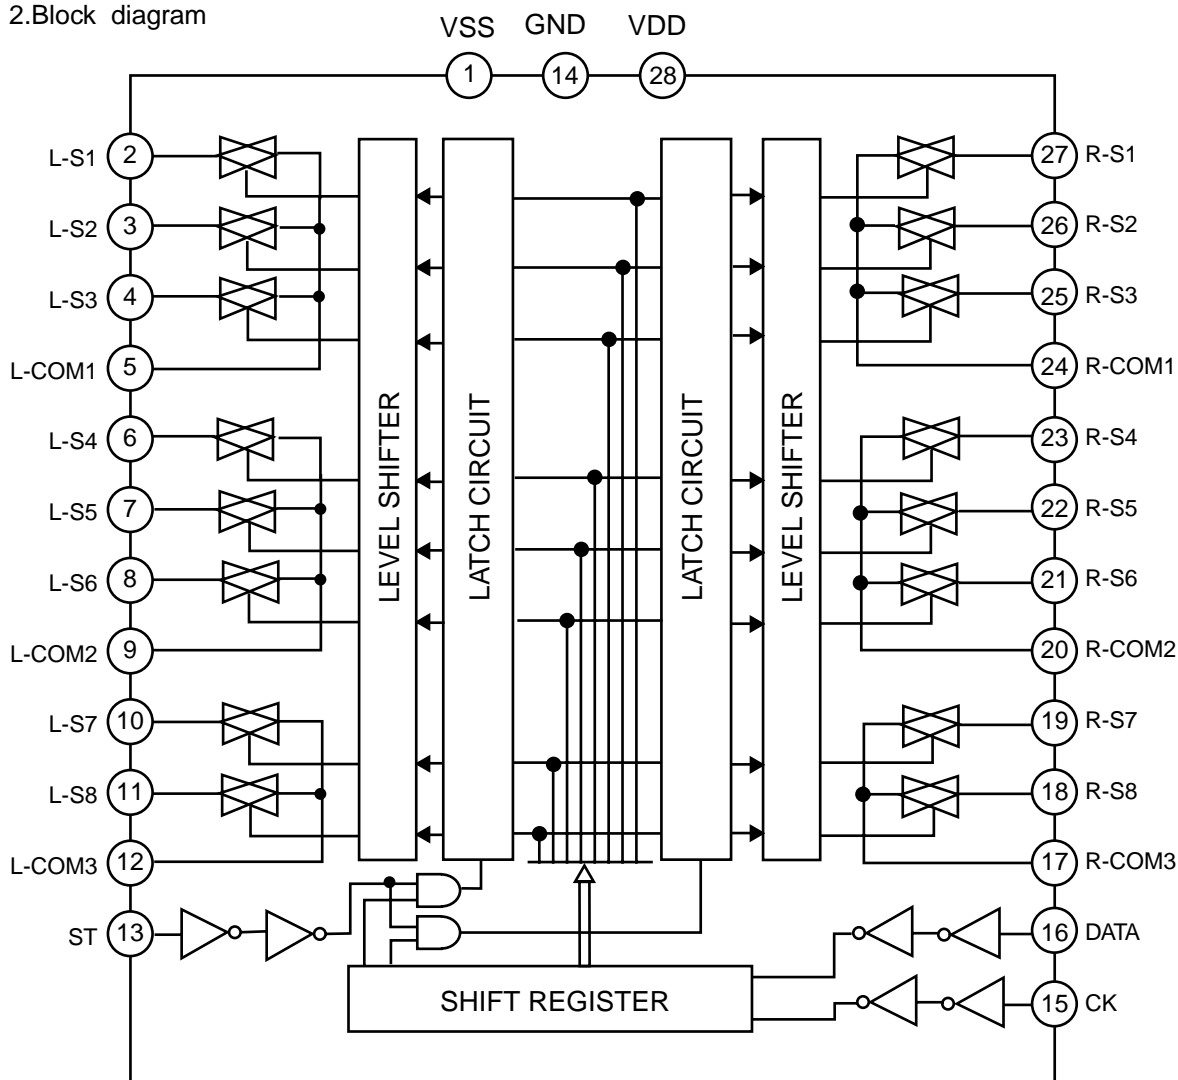 2.Block diagram
VSS GND VDD
1 14 28
L-S1 2 27 R-S1
L-S2 3 26 R-S2
L-S3 4 25 R-S3
L-COM1 5 24 R-COM1
L-S4 6 23 R-S4
L-S5 7 22 R-S5
L-S6 8 21 R-S6
L-COM2 9 20 R-COM2
L-S7 10 19 R-S7
L-S8 11 18 R-S8
L-COM3 12 17 R-COM3
LEVEL SHIFTER
LATCH CIRCUIT
LATCH CIRCUIT
LEVEL SHIFTER
ST 13 16 DATA
SHIFT REGISTER
15 CK